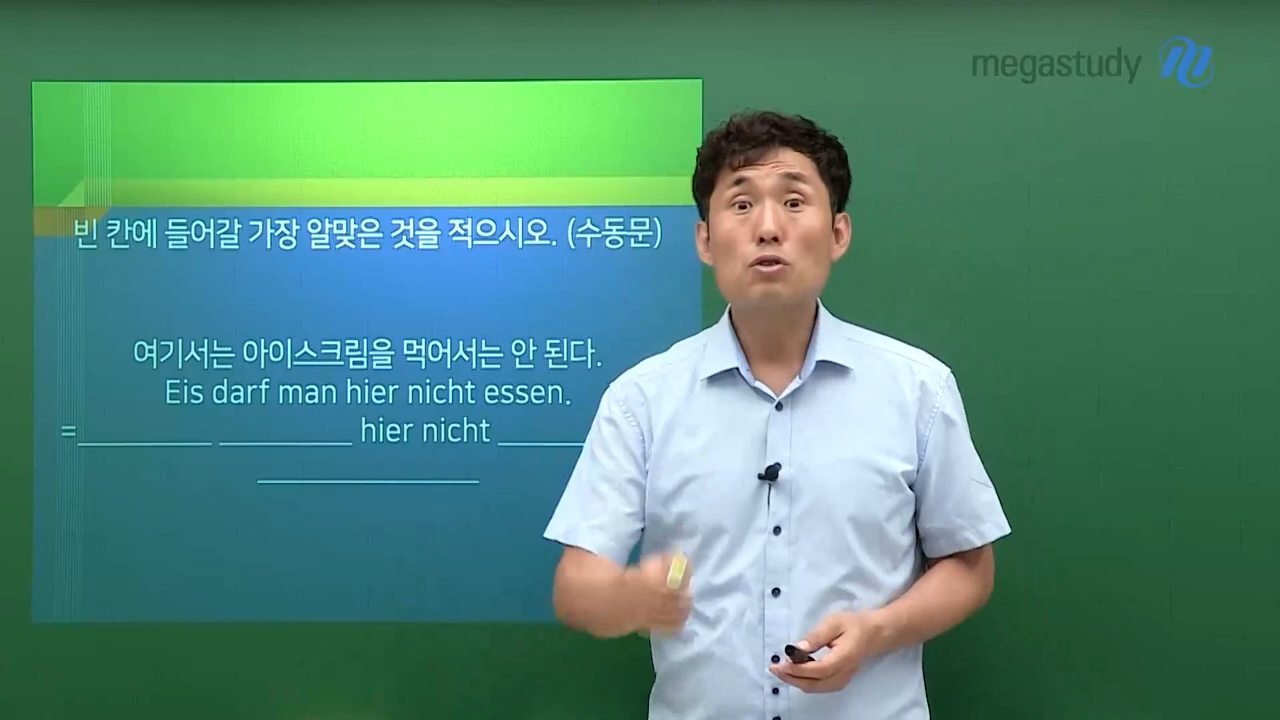 megastudy
빈 칸에 들어갈 가장 알맞은 것을 적으시오. (수동문)
여기서는 아이스크림을 먹어서는 안 된다.
Eis darf man hier nicht essen.
=__________ __________ hier nicht ______
________________